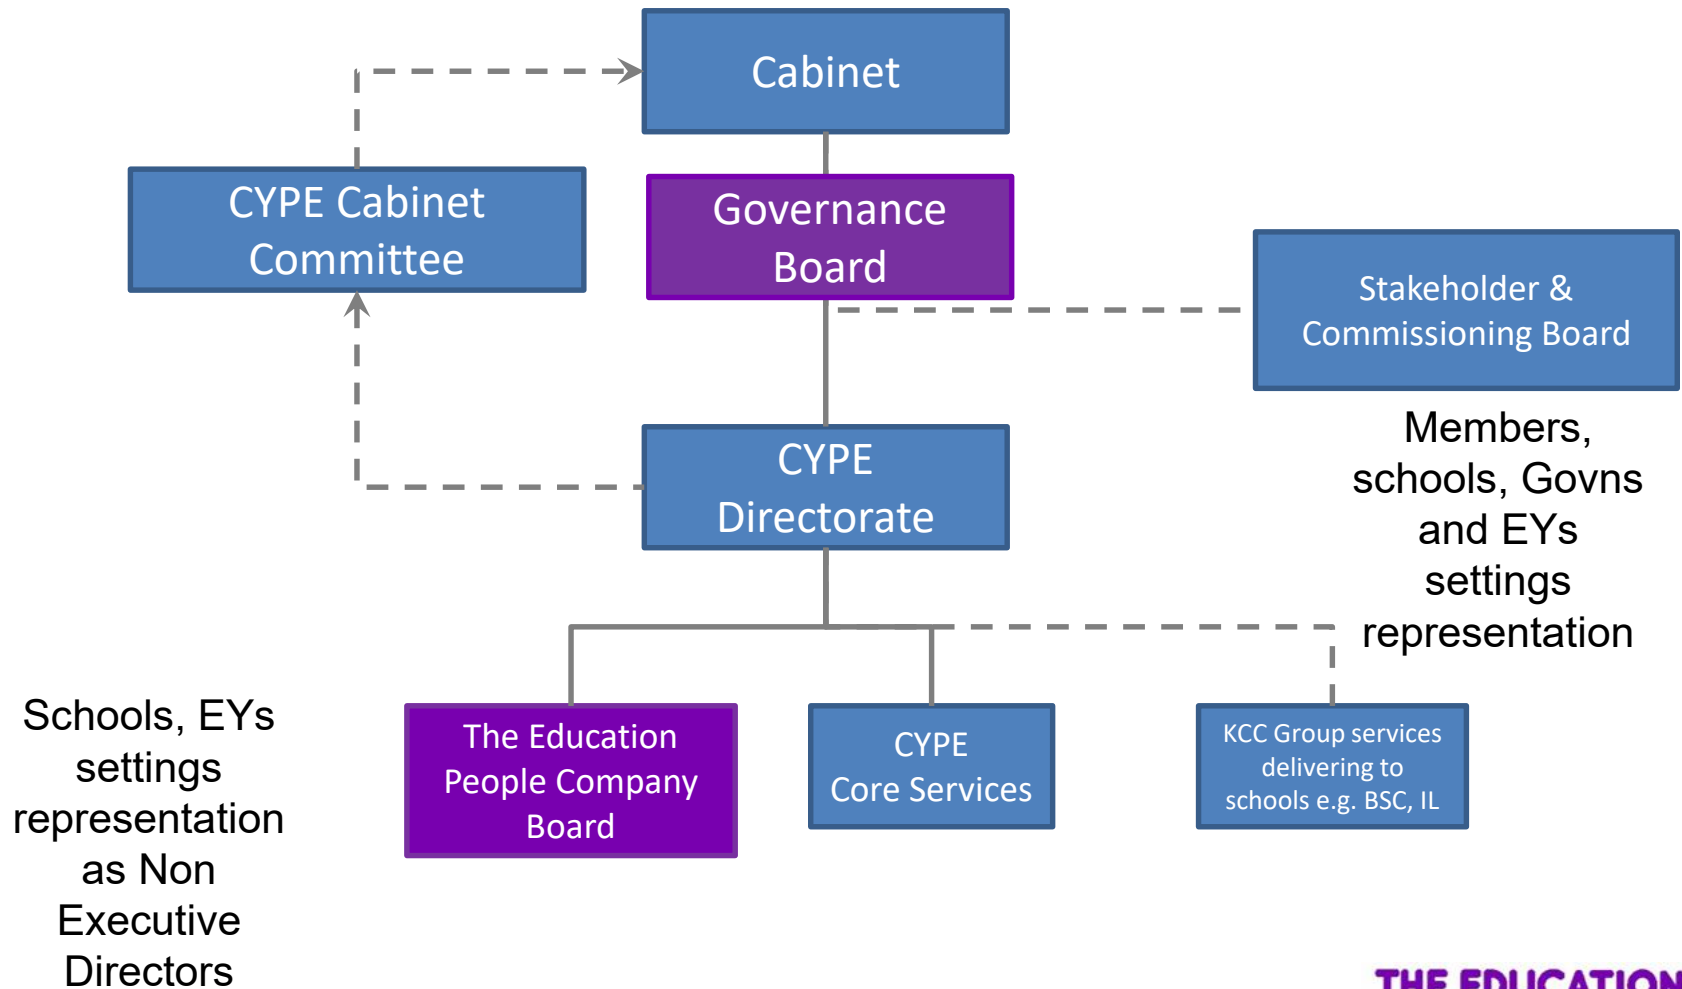 Cabinet
CYPE Cabinet
Committee
Governance
Board
Stakeholder &
Commissioning Board
Members,
schools, Govns
and EYs
settings
representation
CYPE
Directorate
Schools, EYs
settings
representation
as Non
Executive
Directors
The Education
People Company
Board
CYPE
Core Services
KCC Group services
delivering to
schools e.g. BSC, IL
THE EDUCATION